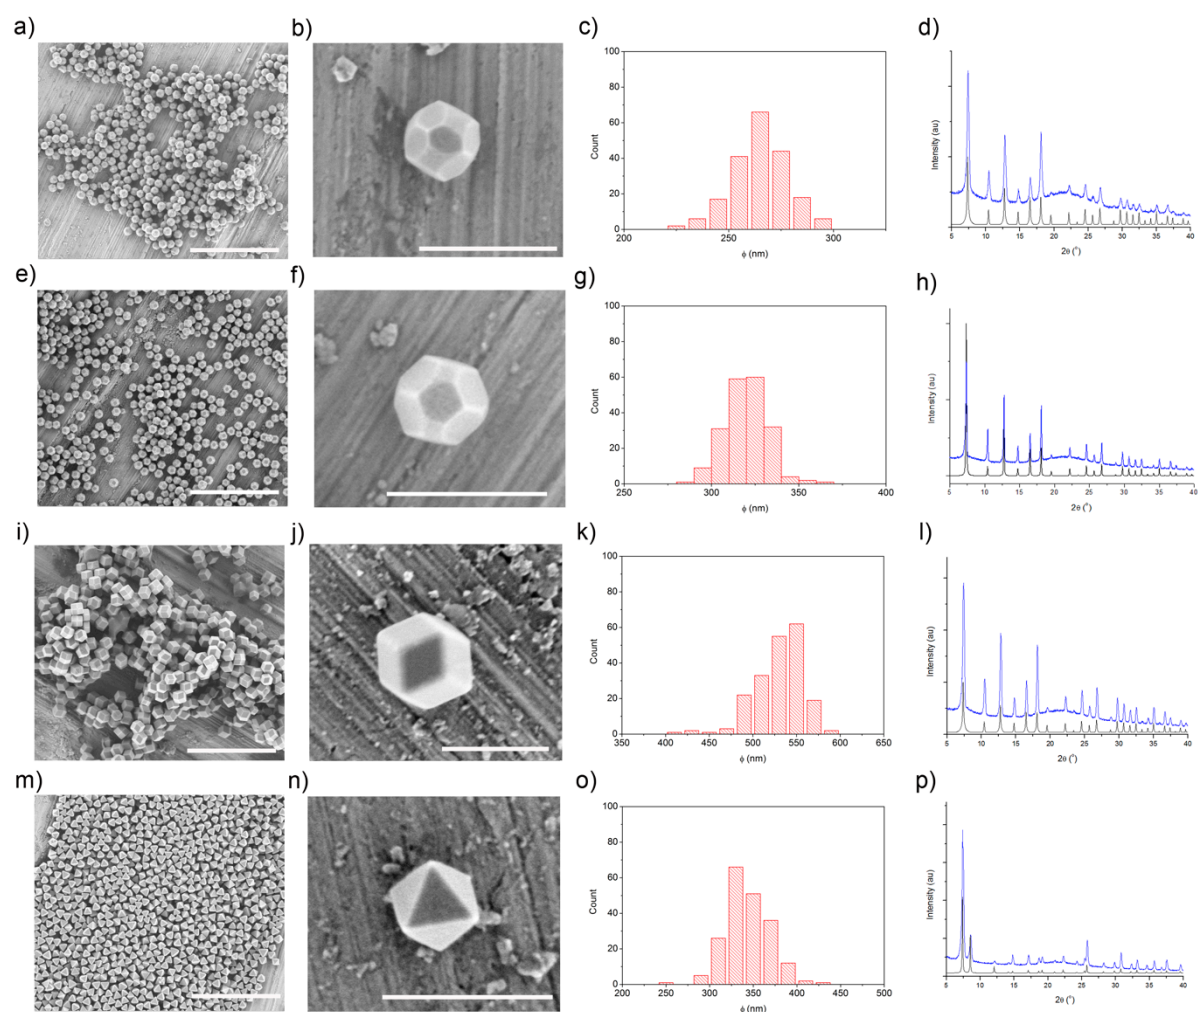 a)
b)
c)
d)
100
80
60
40
20
0
Count
200
250
300
ϕ (nm)
Intensity (au)
5
10
15
20
25
30
35
40
2θ (°)
e)
f)
g)
h)
100
80
60
40
20
0
Count
250
300
350
400
ϕ (nm)
Intensity (au)
5
10
15
20
25
30
35
40
2θ (°)
i)
j)
k)
l)
100
80
60
40
20
0
Count
350
400
450
500
550
600
650
ϕ (nm)
Intensity (au)
5
10
15
20
25
30
35
40
2θ (°)
m)
n)
o)
p)
100
80
60
40
20
0
Count
200
250
300
350
400
450
500
ϕ (nm)
Intensity (au)
5
10
15
20
25
30
35
40
2θ (°)